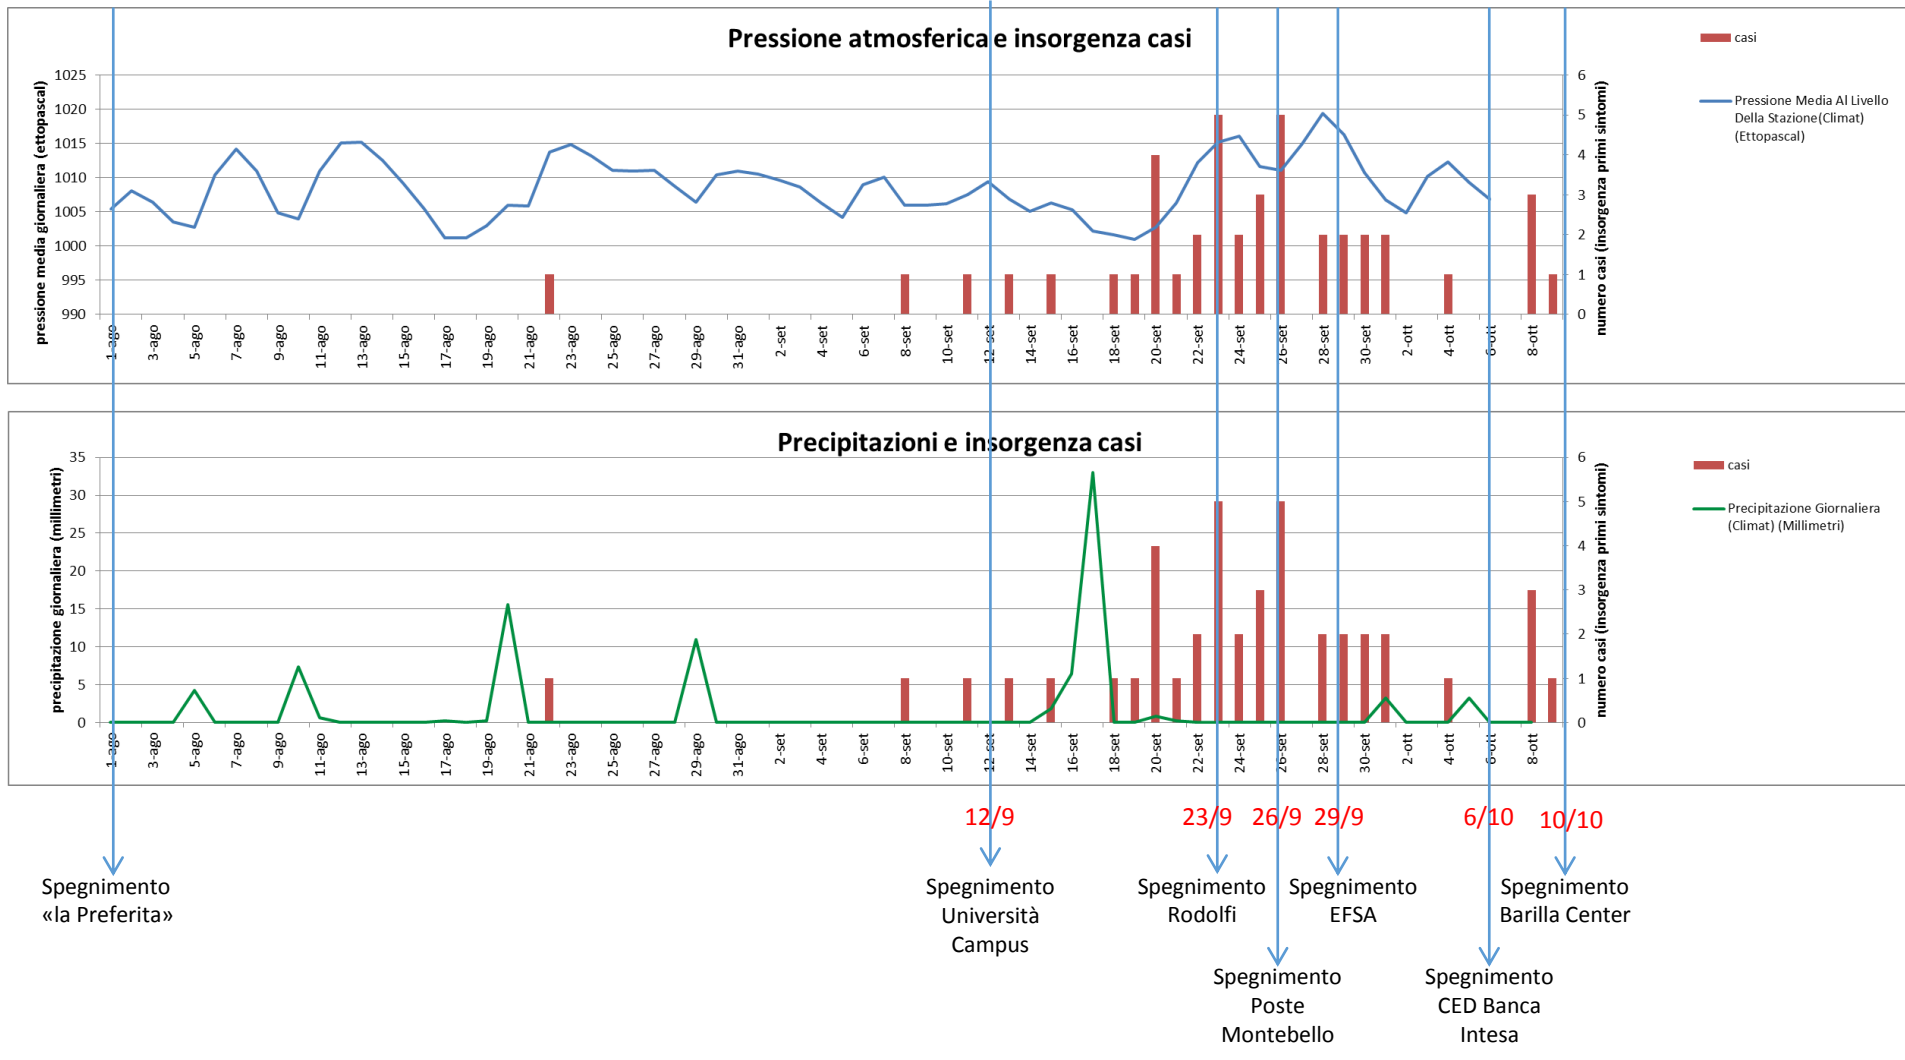 Pressione atmosferica e insorgenza casi
pressione media giornaliera (ettopascal)
1025
1020
1015
1010
1005
1000
995
990
6
5
4
3
2
1
0
numero casi (insorgenza primi sintomi)
1-ago
3-ago
5-ago
7-ago
9-ago
11-ago
13-ago
15-ago
17-ago
19-ago
21-ago
23-ago
25-ago
27-ago
29-ago
31-ago
2-set
4-set
6-set
8-set
10-set
12-set
14-set
16-set
18-set
20-set
22-set
24-set
26-set
28-set
30-set
2-ott
4-ott
6-ott
8-ott
casi
Pressione Media Al Livello
Della Stazione(Climat)
(Ettopascal)
Precipitazioni e insorgenza casi
precipitazione giornaliera (millimetri)
35
30
25
20
15
10
5
0
6
5
4
3
2
1
0
numero casi (insorgenza primi sintomi)
1-ago
3-ago
5-ago
7-ago
9-ago
11-ago
13-ago
15-ago
17-ago
19-ago
21-ago
23-ago
25-ago
27-ago
29-ago
31-ago
2-set
4-set
6-set
8-set
10-set
12-set
14-set
16-set
18-set
20-set
22-set
24-set
26-set
28-set
30-set
2-ott
4-ott
6-ott
8-ott
casi
Precipitazione Giornaliera
(Climat) (Millimetri)
12/9
23/9
26/9
29/9
6/10
10/10
Spegnimento
«la Preferita»
Spegnimento
Università
Campus
Spegnimento
Rodolfi
Spegnimento
EFSA
Spegnimento
Barilla Center
Spegnimento
Poste
Montebello
Spegnimento
CED Banca
Intesa